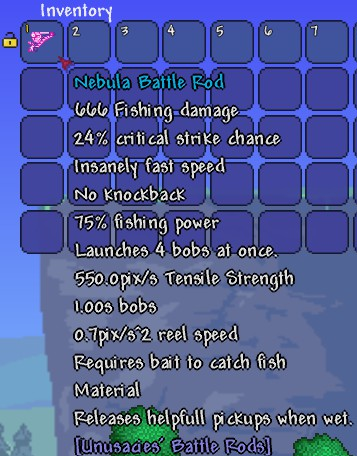 Inventory
1 2 3 4 5 6 7
Nebula Battle Rod
666 Fishing damage
24% critical strike chance
Insanely fast speed
No knockback
75% fishing power
Launches 4 bobs at once.
550.0pix/s Tensile Strength
1.00s bobs
0.7pix/s^2 reel speed
Requires bait to catch fish
Material
Releases helpfull pickups when wet.
[Unusacies' Battle Rods]